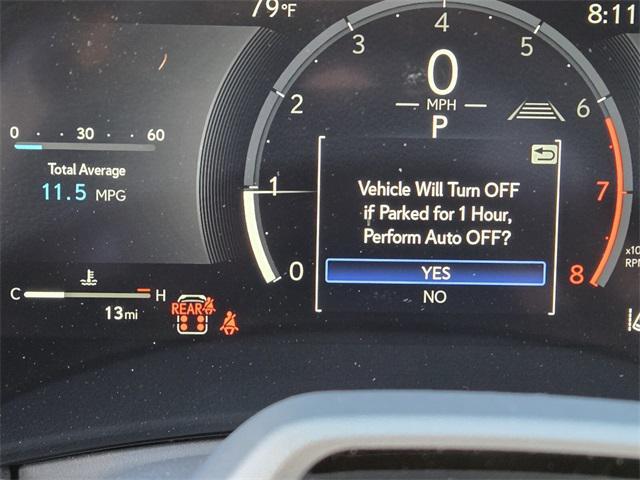 79°F
8:11
0 30 60
Total Average
11.5 MPG
0
1
2
3
4
5
6
7
8
0
MPH
P
Vehicle Will Turn OFF
if Parked for 1 Hour,
Perform Auto OFF?
YES
NO
C H
13mi
REAR